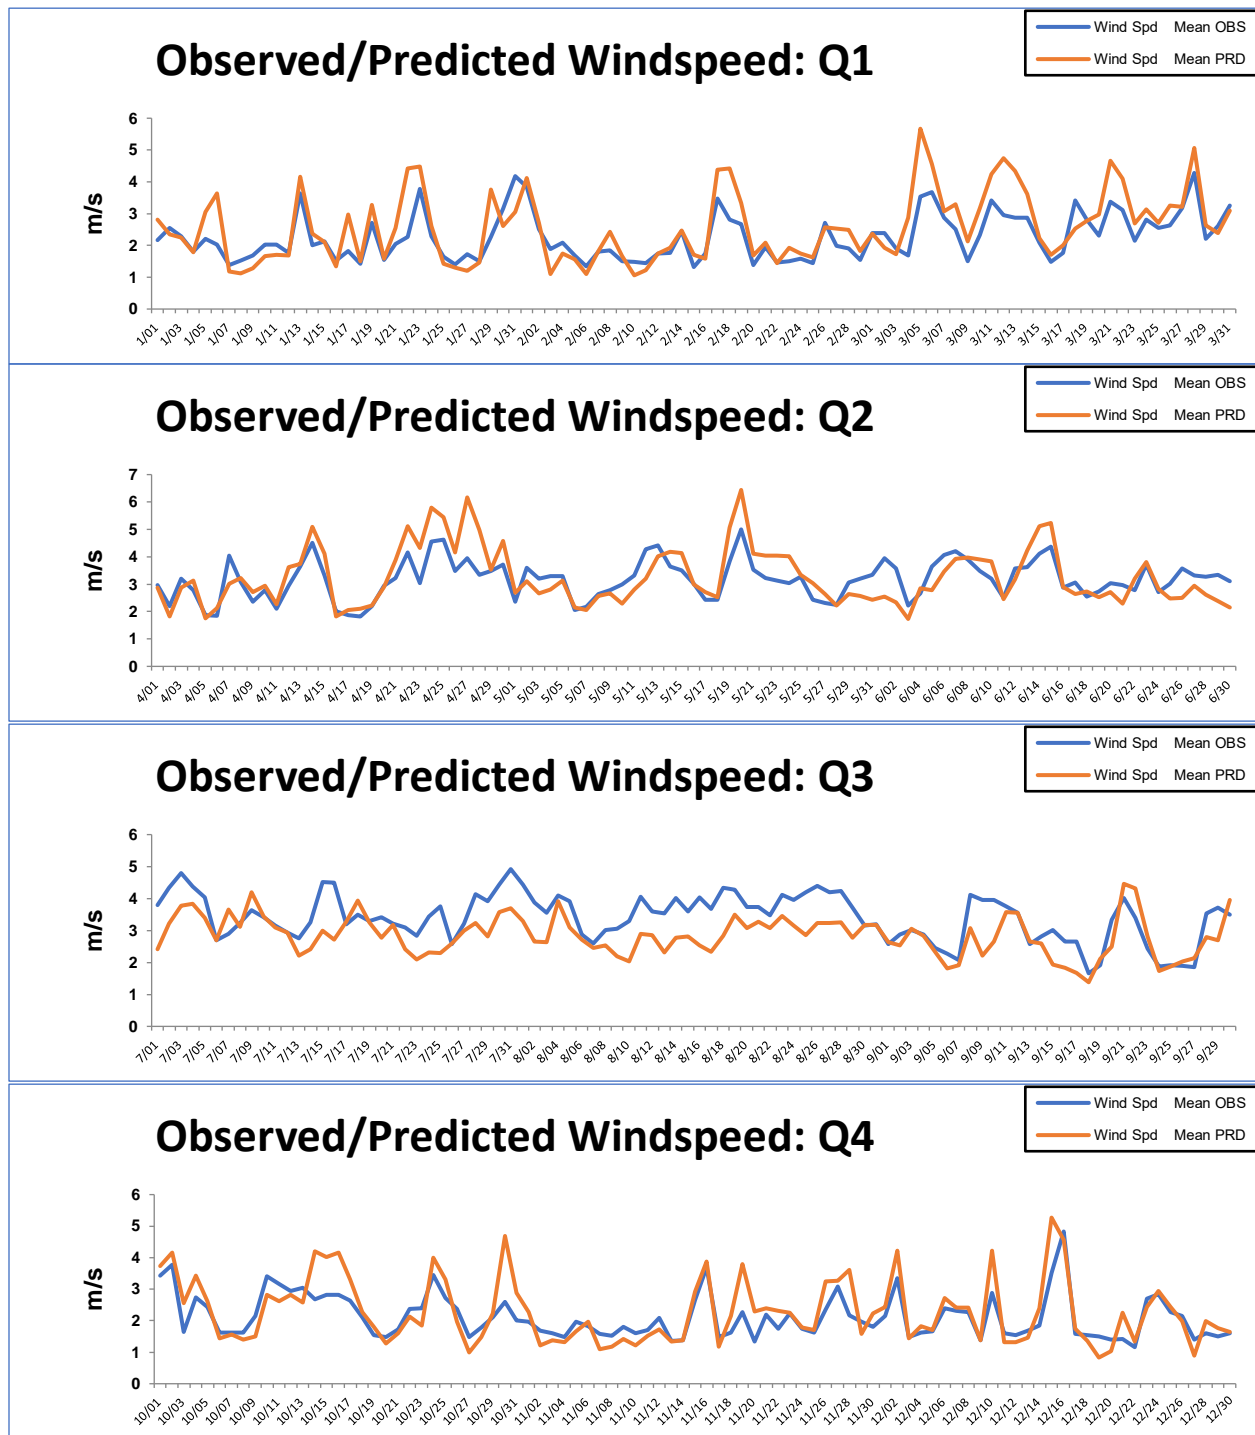 Observed/Predicted Windspeed: Q1
Wind Spd Mean OBS
Wind Spd Mean PRD
m/s
6
5
4
3
2
1
0
1/01 1/03 1/05 1/07 1/09 1/11 1/13 1/15 1/17 1/19 1/21 1/23 1/25 1/27 1/29 1/31 2/02 2/04 2/06 2/08 2/10 2/12 2/14 2/16 2/18 2/20 2/22 2/24 2/26 2/28 3/01 3/03 3/05 3/07 3/09 3/11 3/13 3/15 3/17 3/19 3/21 3/23 3/25 3/27 3/29 3/31
Observed/Predicted Windspeed: Q2
Wind Spd Mean OBS
Wind Spd Mean PRD
m/s
7
6
5
4
3
2
1
0
4/01 4/03 4/05 4/07 4/09 4/11 4/13 4/15 4/17 4/19 4/21 4/23 4/25 4/27 4/29 5/01 5/03 5/05 5/07 5/09 5/11 5/13 5/15 5/17 5/19 5/21 5/23 5/25 5/27 5/29 5/31 6/02 6/04 6/06 6/08 6/10 6/12 6/14 6/16 6/18 6/20 6/22 6/24 6/26 6/28 6/30
Observed/Predicted Windspeed: Q3
Wind Spd Mean OBS
Wind Spd Mean PRD
m/s
6
5
4
3
2
1
0
7/01 7/03 7/05 7/07 7/09 7/11 7/13 7/15 7/17 7/19 7/21 7/23 7/25 7/27 7/29 7/31 8/02 8/04 8/06 8/08 8/10 8/12 8/14 8/16 8/18 8/20 8/22 8/24 8/26 8/28 8/30 9/01 9/03 9/05 9/07 9/09 9/11 9/13 9/15 9/17 9/19 9/21 9/23 9/25 9/27 9/29
Observed/Predicted Windspeed: Q4
Wind Spd Mean OBS
Wind Spd Mean PRD
m/s
6
5
4
3
2
1
0
10/01 10/03 10/05 10/07 10/09 10/11 10/13 10/15 10/17 10/19 10/21 10/23 10/25 10/27 10/29 10/31 11/02 11/04 11/06 11/08 11/10 11/12 11/14 11/16 11/18 11/20 11/22 11/24 11/26 11/28 11/30 12/02 12/04 12/06 12/08 12/10 12/12 12/14 12/16 12/18 12/20 12/22 12/24 12/26 12/28 12/30